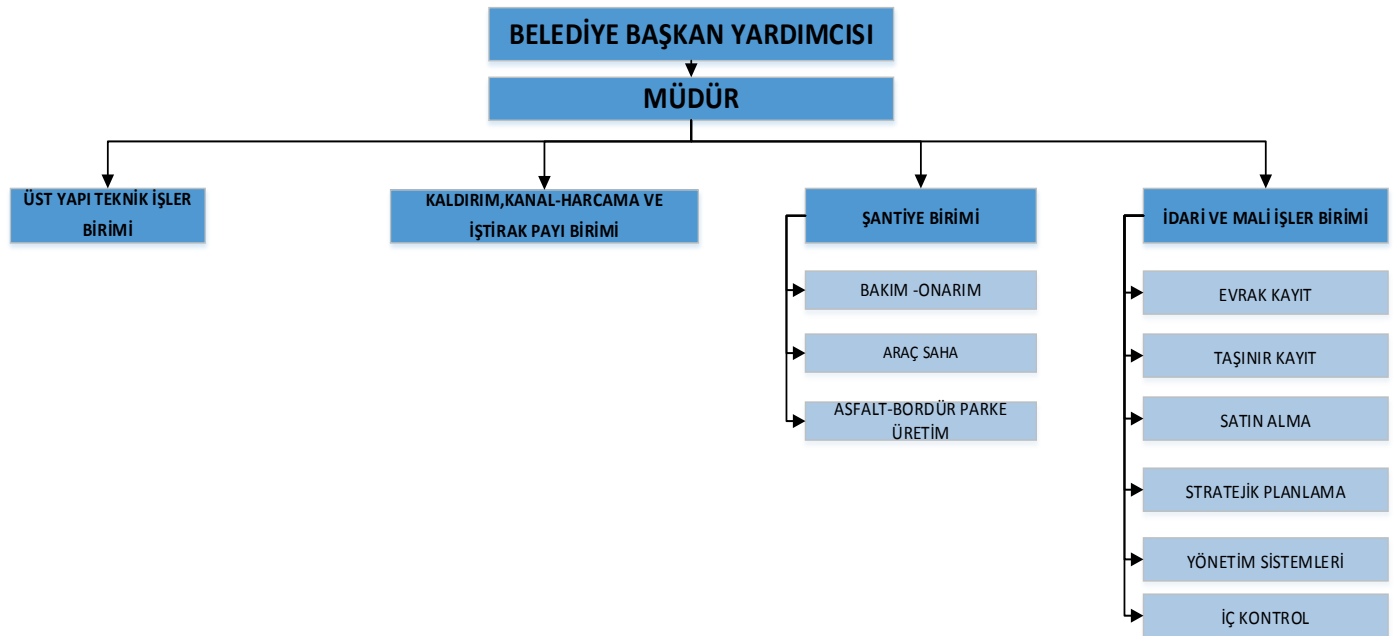 BELEDİYE BAŞKAN YARDIMCISI
MÜDÜR
ÜST YAPI TEKNİK İŞLER
BİRİMİ
KALDIRIM,KANAL-HARCAMA VE
İŞTİRAK PAYI BİRİMİ
ŞANTİYE BİRİMİ
BAKIM -ONARIM
ARAÇ SAHA
ASFALT-BORDÜR PARKE
ÜRETİM
İDARİ VE MALİ İŞLER BİRİMİ
EVRAK KAYIT
TAŞINIR KAYIT
SATIN ALMA
STRATEJİK PLANLAMA
YÖNETİM SİSTEMLERİ
İÇ KONTROL